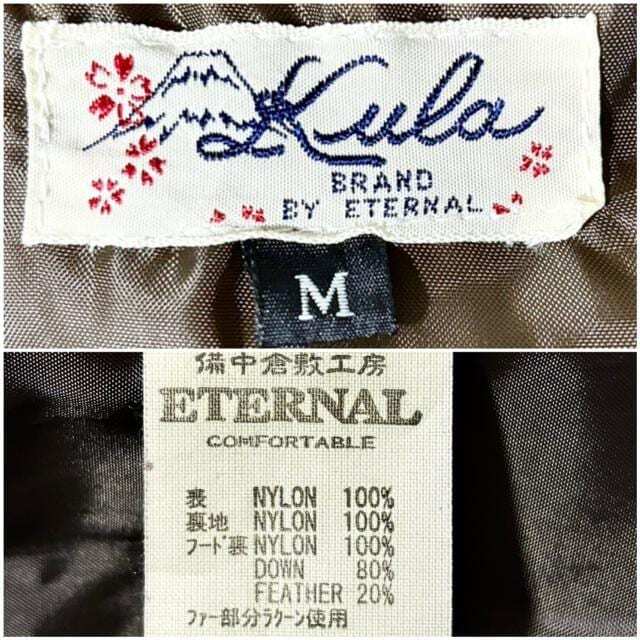 Kula
BRAND
BY ETERNAL
M
備中倉敷工房
ETERNAL
COMFORTABLE
表 NYLON 100%
裏地 NYLON 100%
フード裏 NYLON 100%
DOWN 80%
FEATHER 20%
ファー部分ラクーン使用